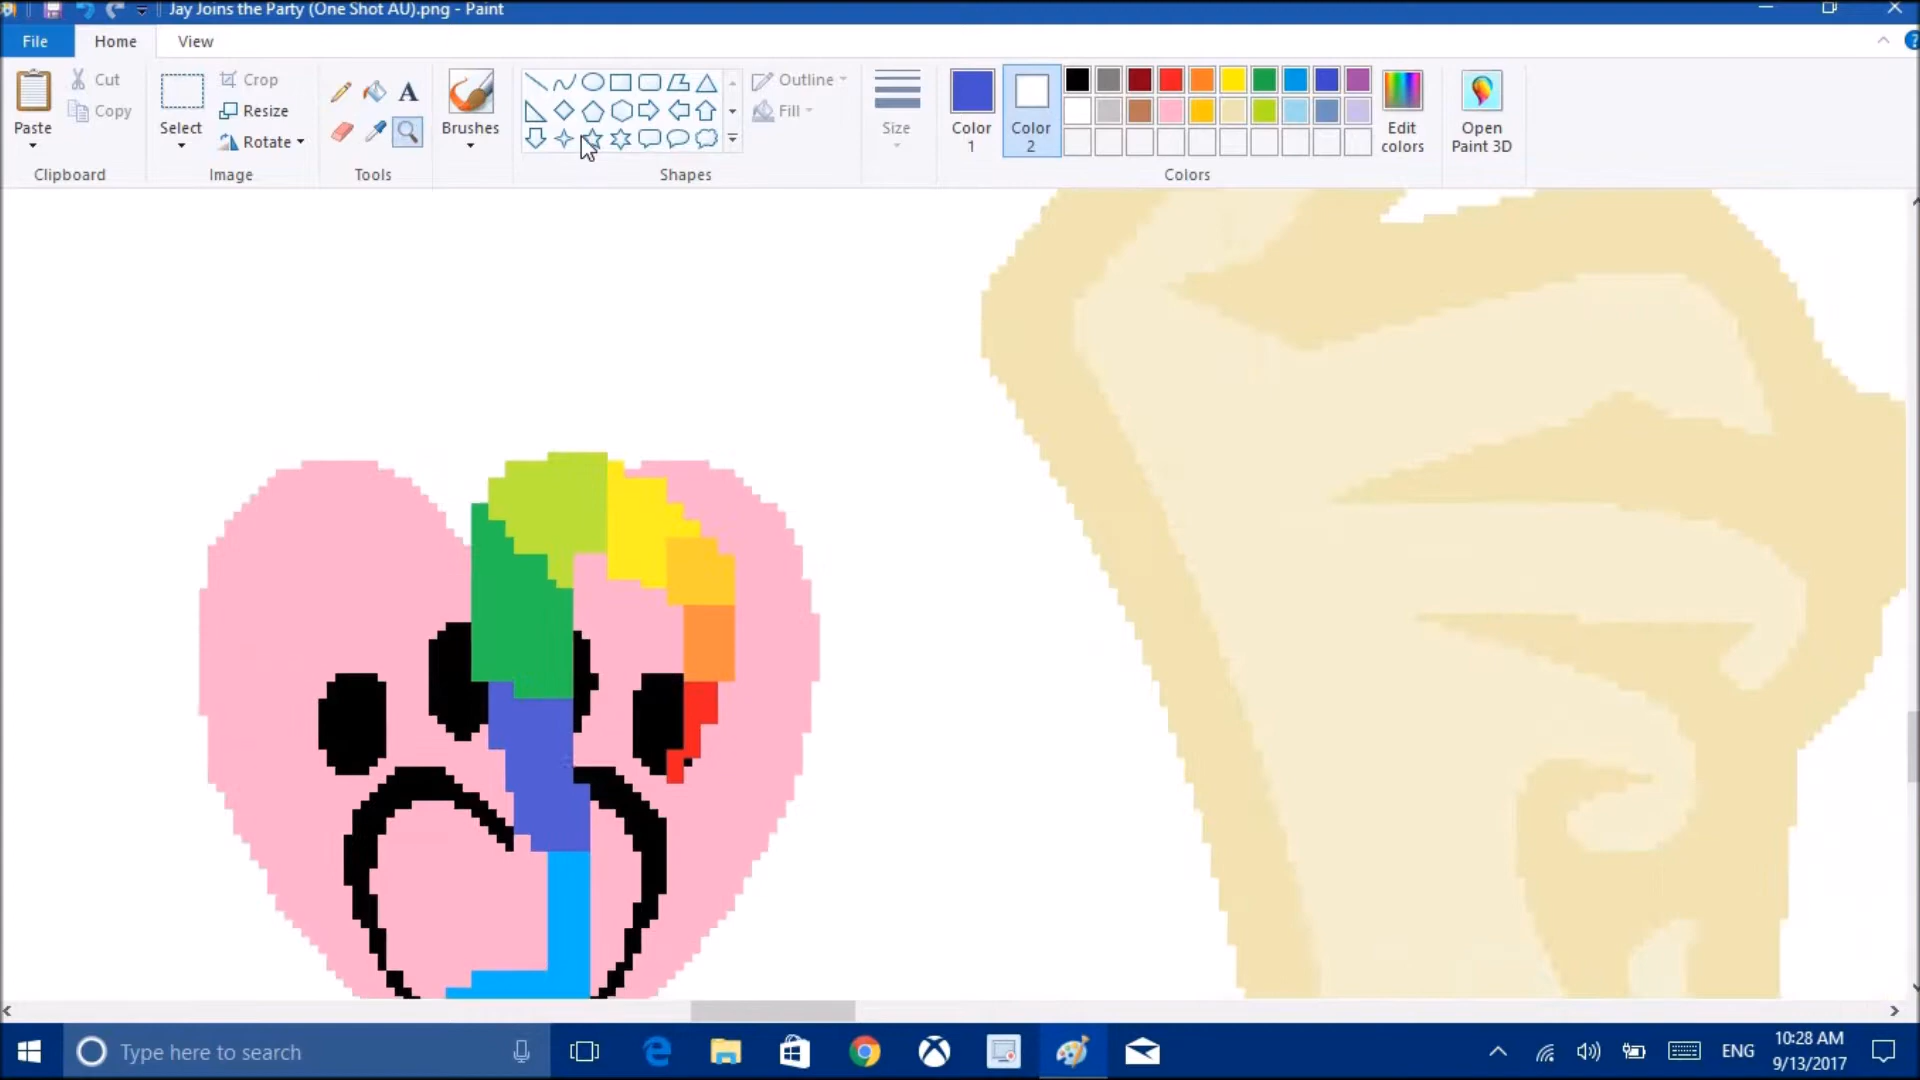 Jay Joins the Party (One Shot AU).png - Paint
File Home View
Paste
Cut
Copy
Clipboard
Select
Crop
Resize
Rotate
Image
A
Tools
Brushes
Shapes
Outline
Fill
Size
Color 1
Color 2
Colors
Edit colors
Open Paint 3D
Type here to search
ENG
10:28 AM
9/13/2017